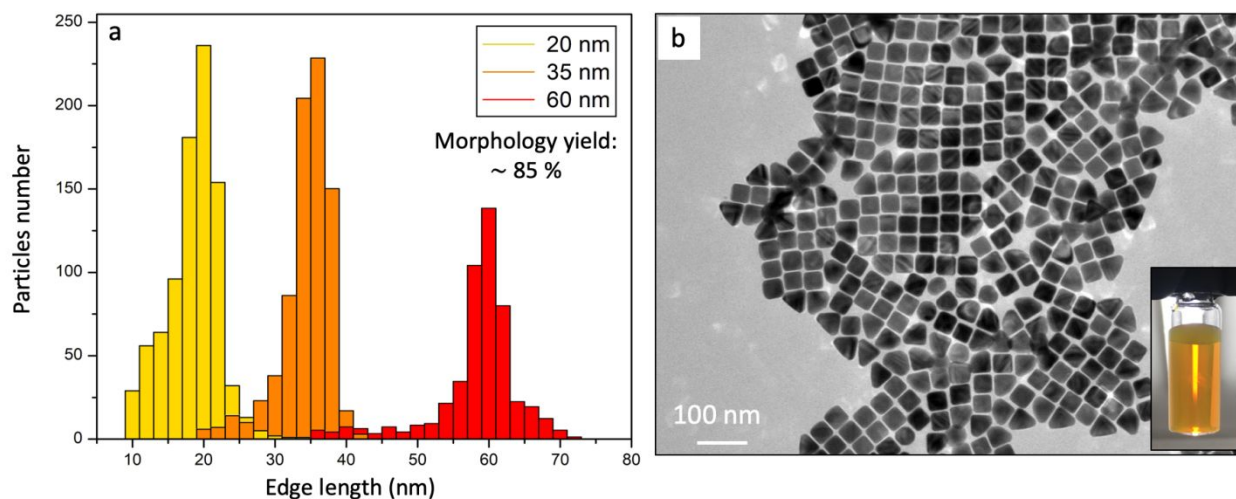 a
20 nm
35 nm
60 nm
Morphology yield:
~ 85 %
250
200
150
100
50
0
Particles number
10 20 30 40 50 60 70 80
Edge length (nm)
b
100 nm